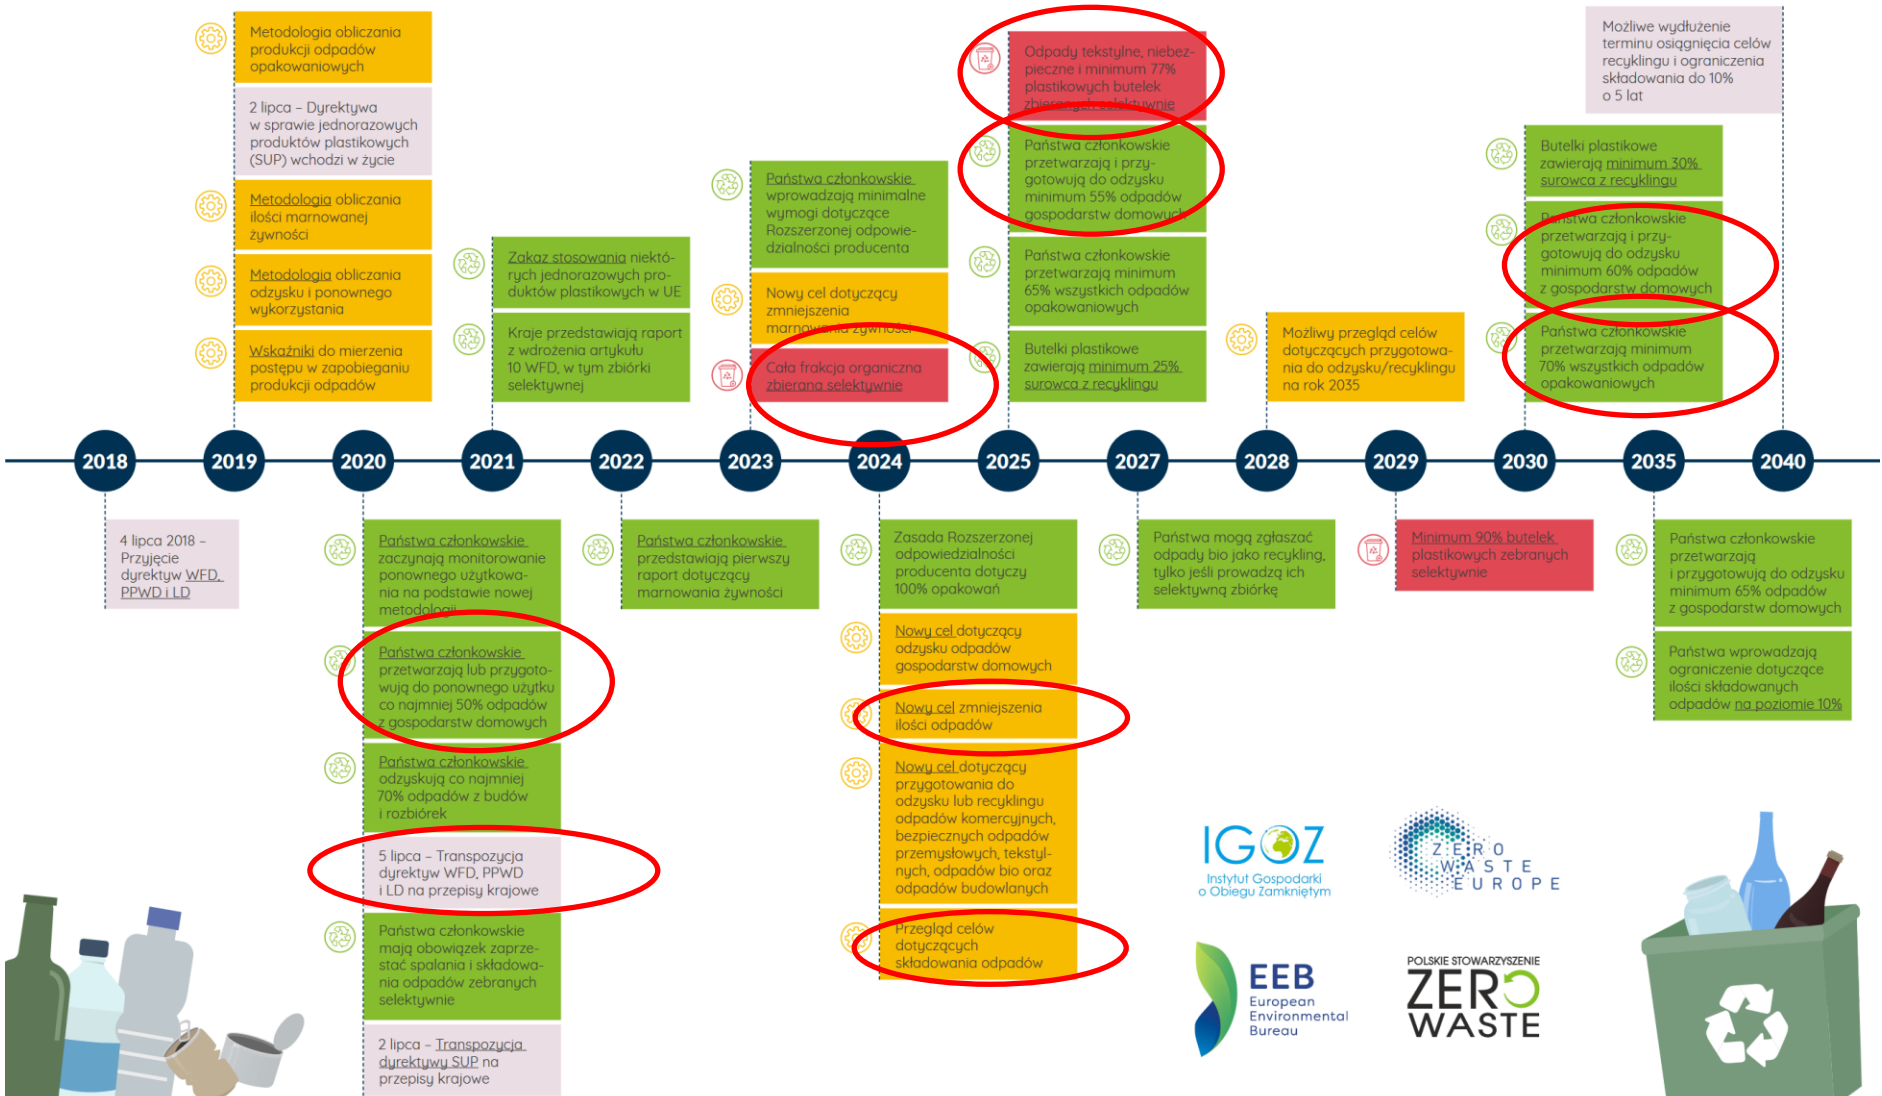 Metodologia obliczania
produkcji odpadów
opakowaniowych
2 lipca – Dyrektywa
w sprawie jednorazowych
produktów plastikowych
(SUP) wchodzi w życie
Metodologia obliczania
ilości marnowanej
żywności
Metodologia obliczania
odzysku i ponownego
wykorzystania
Wskaźniki do mierzenia
postępu w zapobieganiu
produkcji odpadów
Zakaz stosowania niektó-
rych jednorazowych pro-
duktów plastikowych w UE
Kraje przedstawiają raport
z wdrożenia artykułu
10 WFD, w tym zbiórki
selektywnej
Państwa członkowskie
wprowadzają minimalne
wymogi dotyczące
Rozszerzonej odpowie-
dzialności producenta
Nowy cel dotyczący
zmniejszenia
marnowania żywności
Cała frakcja organiczna
zbierana selektywnie
Odpady tekstylne, niebez-
pieczne i minimum 77%
plastikowych butelek
zbieranych selektywnie
Państwa członkowskie
przetwarzają i przy-
gotowują do odzysku
minimum 55% odpadów
gospodarstw domowych
Państwa członkowskie
przetwarzają minimum
65% wszystkich odpadów
opakowaniowych
Butelki plastikowe
zawierają minimum 25%
surowca z recyklingu
Możliwy przegląd celów
dotyczących przygotowa-
nia do odzysku/recyklingu
na rok 2035
Butelki plastikowe
zawierają minimum 30%
surowca z recyklingu
Państwa członkowskie
przetwarzają i przy-
gotowują do odzysku
minimum 60% odpadów
z gospodarstw domowych
Państwa członkowskie
przetwarzają minimum
70% wszystkich odpadów
opakowaniowych
Możliwe wydłużenie
terminu osiągnięcia celów
recyklingu i ograniczenia
składowania do 10%
o 5 lat
2018 2019 2020 2021 2022 2023 2024 2025 2027 2028 2029 2030 2035 2040
4 lipca 2018 –
Przyjęcie
dyrektyw WFD,
PPWD i LD
Państwa członkowskie
zaczynają monitorowanie
ponownego użytkowa-
nia na podstawie nowej
metodologii
Państwa członkowskie
przetwarzają lub przygoto-
wują do ponownego użytku
co najmniej 50% odpadów
z gospodarstw domowych
Państwa członkowskie
odzyskują co najmniej
70% odpadów z budów
i rozbiórek
5 lipca – Transpozycja
dyrektyw WFD, PPWD
i LD na przepisy krajowe
Państwa członkowskie
mają obowiązek zaprze-
stać spalania i składowa-
nia odpadów zebranych
selektywnie
2 lipca – Transpozycja
dyrektywy SUP na
przepisy krajowe
Państwa członkowskie
przedstawiają pierwszy
raport dotyczący
marnowania żywności
Zasada Rozszerzonej
odpowiedzialności
producenta dotyczy
100% opakowań
Nowy cel dotyczący
odzysku odpadów
gospodarstw domowych
Nowy cel zmniejszenia
ilości odpadów
Nowy cel dotyczący
przygotowania do
odzysku lub recyklingu
odpadów komercyjnych,
bezpiecznych odpadów
przemysłowych, tekstyl-
nych, odpadów bio oraz
odpadów budowlanych
Przegląd celów
dotyczących
składowania odpadów
Państwa mogą zgłaszać
odpady bio jako recykling,
tylko jeśli prowadzą ich
selektywną zbiórkę
Minimum 90% butelek
plastikowych zebranych
selektywnie
Państwa członkowskie
przetwarzają
i przygotowują do odzysku
minimum 65% odpadów
z gospodarstw domowych
Państwa wprowadzają
ograniczenie dotyczące
ilości składowanych
odpadów na poziomie 10%
IGOZ
Instytut Gospodarki
o Obiegu Zamkniętym
ZERO
WASTE
EUROPE
EEB
European
Environmental
Bureau
POLSKIE STOWARZYSZENIE
ZERO
WASTE